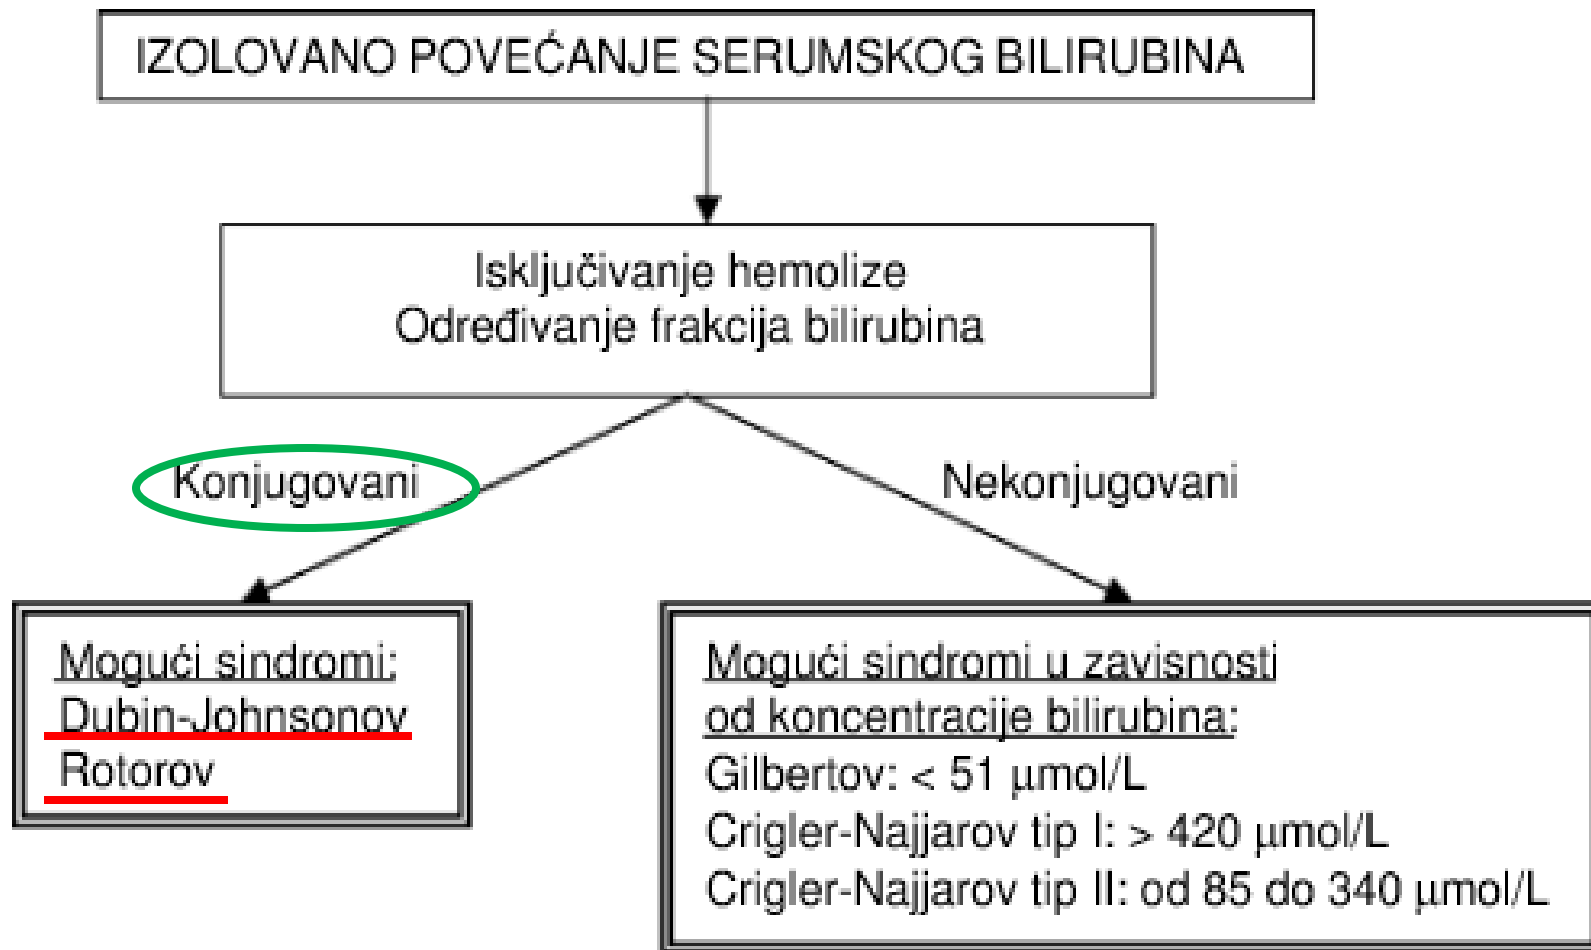 IZOLOVANO POVEĆANJE SERUMSKOG BILIRUBINA
Isključivanje hemolize
Određivanje frakcija bilirubina
Konjugovani
Nekonjugovani
Mogući sindromi:
Dubin-Johnsonov
Rotorov
Mogući sindromi u zavisnosti
od koncentracije bilirubina:
Gilbertov: < 51 μmol/L
Crigler-Najjarov tip I: > 420 μmol/L
Crigler-Najjarov tip II: od 85 do 340 μmol/L